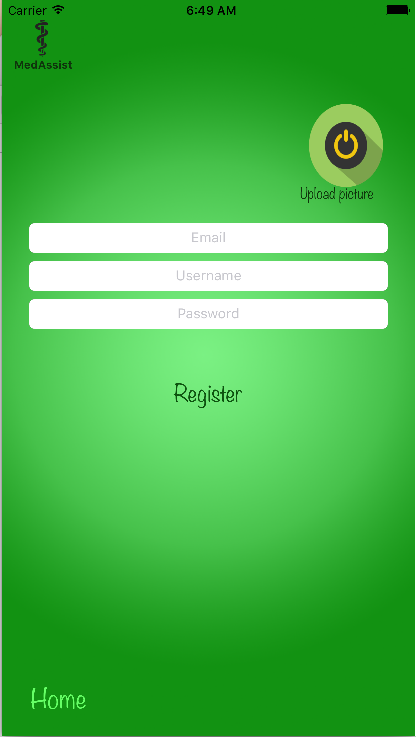 Carrier 6:49 AM
MedAssist
Upload picture
Email
Username
Password
Register
Home